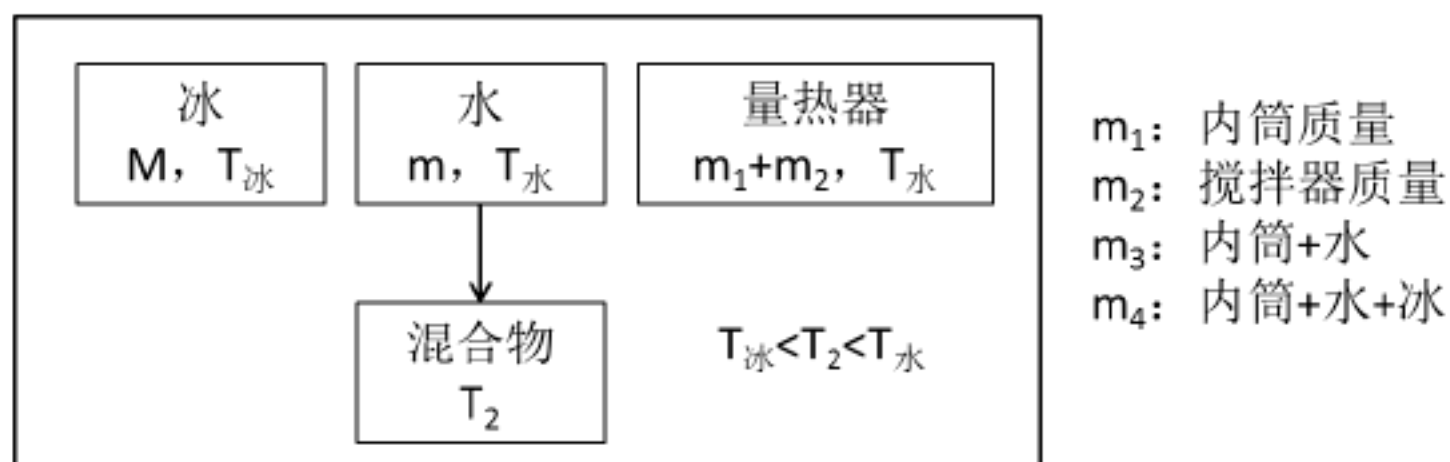 冰
M，T冰
水
m，T水
量热器
m₁+m₂，T水
混合物
T₂
T冰<T₂<T水
m₁：内筒质量
m₂：搅拌器质量
m₃：内筒+水
m₄：内筒+水+冰